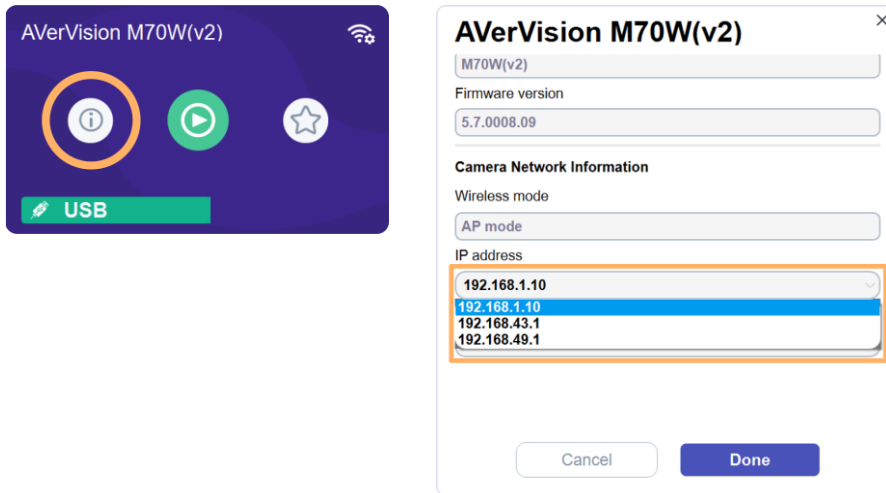 AVerVision M70W(v2)
USB
AVerVision M70W(v2)
M70W(v2)
Firmware version
5.7.0008.09
Camera Network Information
Wireless mode
AP mode
IP address
192.168.1.10
192.168.1.10
192.168.43.1
192.168.49.1
Cancel
Done